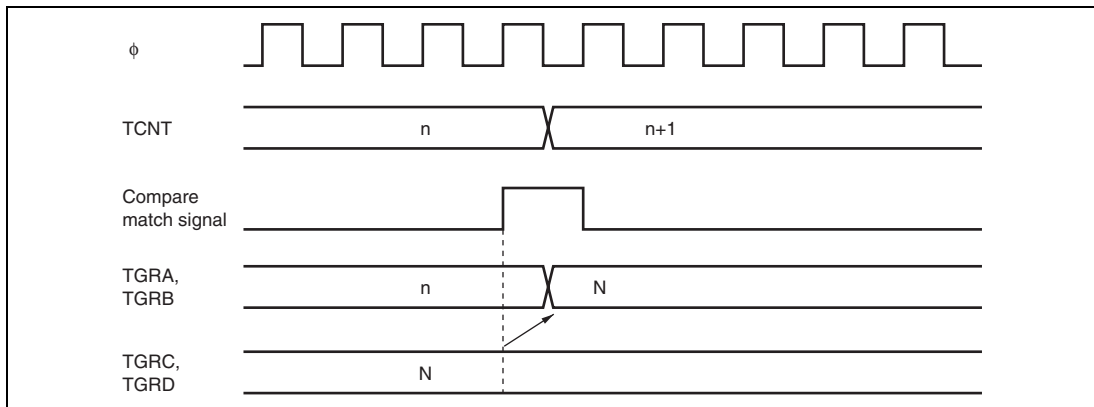 ϕ
TCNT
n
n+1
Compare
match signal
TGRA,
TGRB
n
N
TGRC,
TGRD
N